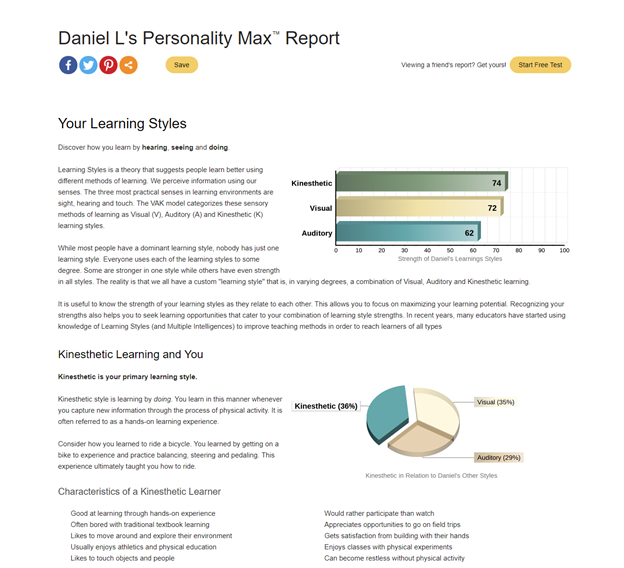 Daniel L's Personality Max™ Report
Save
Viewing a friend's report? Get yours!
Start Free Test
Your Learning Styles
Discover how you learn by hearing, seeing and doing.
Learning Styles is a theory that suggests people learn better using
different methods of learning. We perceive information using our
senses. The three most practical senses in learning environments are
sight, hearing and touch. The VAK model categorizes these sensory
methods of learning as Visual (V), Auditory (A) and Kinesthetic (K)
learning styles.
While most people have a dominant learning style, nobody has just one
learning style. Everyone uses each of the learning styles to some
degree. Some are stronger in one style while others have even strength
in all styles. The reality is that we all have a custom "learning style" that is, in varying degrees, a combination of Visual, Auditory and Kinesthetic learning.
Kinesthetic 74
Visual 72
Auditory 62
0 10 20 30 40 50 60 70 80 90 100
Strength of Daniel's Learnings Styles
It is useful to know the strength of your learning styles as they relate to each other. This allows you to focus on maximizing your learning potential. Recognizing your
strengths also helps you to seek learning opportunities that cater to your combination of learning style strengths. In recent years, many educators have started using
knowledge of Learning Styles (and Multiple Intelligences) to improve teaching methods in order to reach learners of all types
Kinesthetic Learning and You
Kinesthetic is your primary learning style.
Kinesthetic style is learning by doing. You learn in this manner whenever
you capture new information through the process of physical activity. It is
often referred to as a hands-on learning experience.
Consider how you learned to ride a bicycle. You learned by getting on a
bike to experience and practice balancing, steering and pedaling. This
experience ultimately taught you how to ride.
Kinesthetic (36%)
Visual (35%)
Auditory (29%)
Kinesthetic in Relation to Daniel's Other Styles
Characteristics of a Kinesthetic Learner
Good at learning through hands-on experience
Often bored with traditional textbook learning
Likes to move around and explore their environment
Usually enjoys athletics and physical education
Likes to touch objects and people
Would rather participate than watch
Appreciates opportunities to go on field trips
Gets satisfaction from building with their hands
Enjoys classes with physical experiments
Can become restless without physical activity